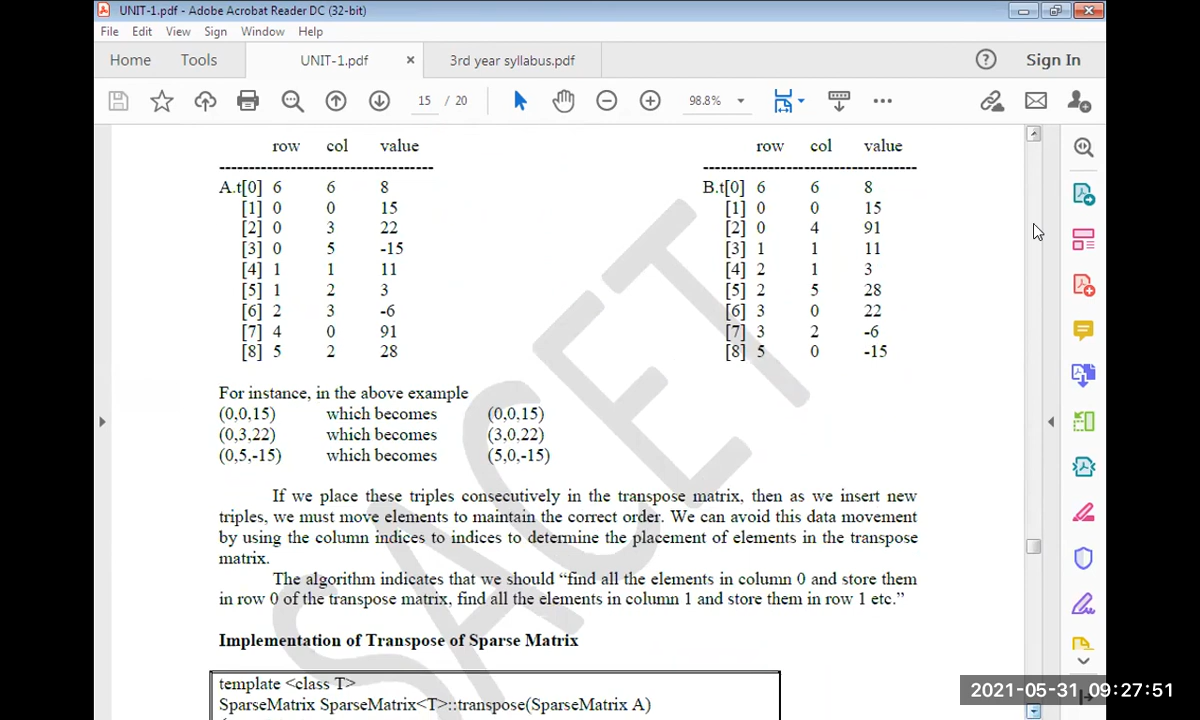 UNIT-1.pdf - Adobe Acrobat Reader DC (32-bit)
File Edit View Sign Window Help
Home Tools UNIT-1.pdf × 3rd year syllabus.pdf ? Sign In
15 / 20 98.8%
row col value row col value
A.t[0] 6 6 8 B.t[0] 6 6 8
[1] 0 0 15 [1] 0 0 15
[2] 0 3 22 [2] 0 4 91
[3] 0 5 -15 [3] 1 1 11
[4] 1 1 11 [4] 2 1 3
[5] 1 2 3 [5] 2 5 28
[6] 2 3 -6 [6] 3 0 22
[7] 4 0 91 [7] 3 2 -6
[8] 5 2 28 [8] 5 0 -15
For instance, in the above example
(0,0,15) which becomes (0,0,15)
(0,3,22) which becomes (3,0,22)
(0,5,-15) which becomes (5,0,-15)
If we place these triples consecutively in the transpose matrix, then as we insert new
triples, we must move elements to maintain the correct order. We can avoid this data movement
by using the column indices to indices to determine the placement of elements in the transpose
matrix.
The algorithm indicates that we should “find all the elements in column 0 and store them
in row 0 of the transpose matrix, find all the elements in column 1 and store them in row 1 etc.”
Implementation of Transpose of Sparse Matrix
template <class T>
SparseMatrix SparseMatrix<T>::transpose(SparseMatrix A)
SACET
2021-05-31 09:27:51